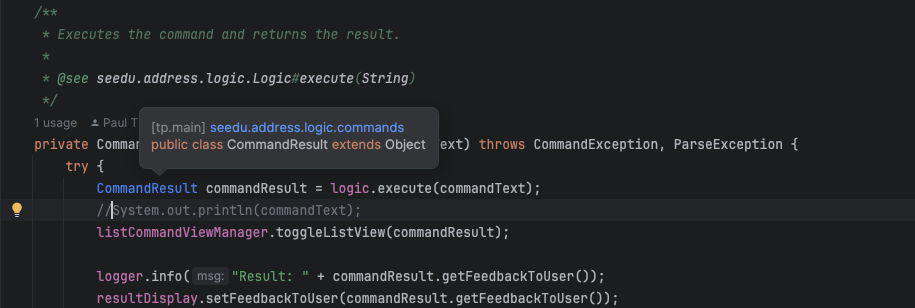 /**
* Executes the command and returns the result.
*
* @see seedu.address.logic.Logic#execute(String)
*/
1 usage Paul T
[tp.main] seedu.address.logic.commands
public class CommandResult extends Object
private Comman ext) throws CommandException, ParseException {
try {
CommandResult commandResult = logic.execute(commandText);
//System.out.println(commandText);
listCommandViewManager.toggleListView(commandResult);
logger.info( msg: "Result: " + commandResult.getFeedbackToUser());
resultDisplay.setFeedbackToUser(commandResult.getFeedbackToUser());